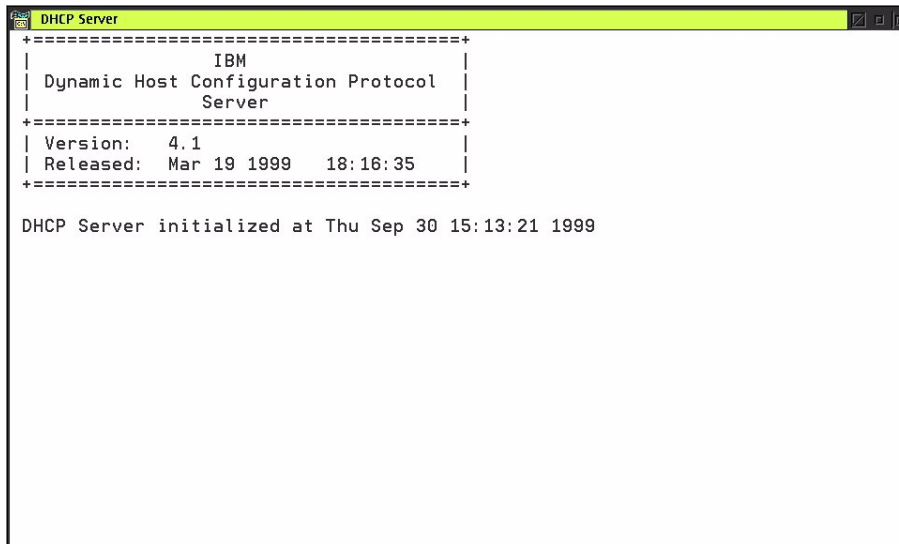 DHCP Server
+======================================+
| IBM |
| Dynamic Host Configuration Protocol |
| Server |
+======================================+
| Version: 4.1 |
| Released: Mar 19 1999 18:16:35 |
+======================================+
DHCP Server initialized at Thu Sep 30 15:13:21 1999